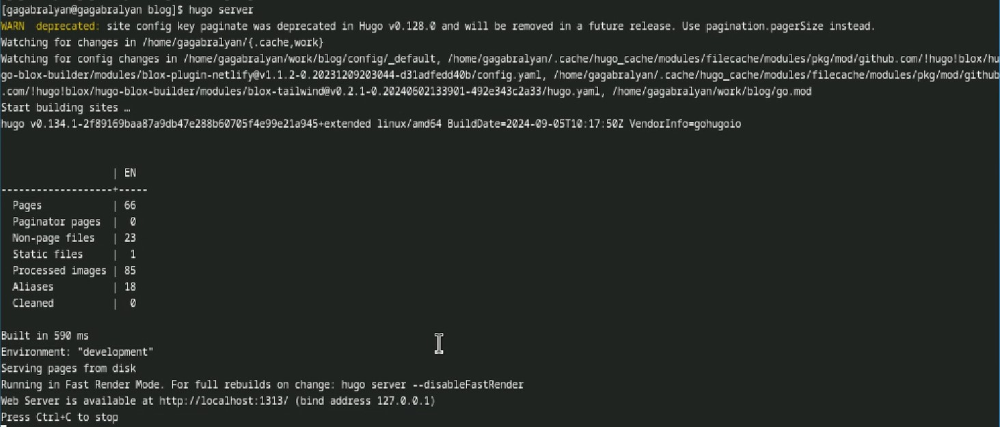 [gagabralyan@gagabralyan blog]$ hugo server
WARN  deprecated: site config key paginate was deprecated in Hugo v0.128.0 and will be removed in a future release. Use pagination.pagerSize instead.
Watching for changes in /home/gagabralyan/{.cache,work}
Watching for config changes in /home/gagabralyan/work/blog/config/_default, /home/gagabralyan/.cache/hugo_cache/modules/filecache/modules/pkg/mod/github.com/!hugo!blox/hu
go-blox-builder/modules/blox-plugin-netlify@v1.1.2-0.20231209203044-d31adfedd40b/config.yaml, /home/gagabralyan/.cache/hugo_cache/modules/filecache/modules/pkg/mod/github
.com/!hugo!blox/hugo-blox-builder/modules/blox-tailwind@v0.2.1-0.20240602133901-492e343c2a33/hugo.yaml, /home/gagabralyan/work/blog/go.mod
Start building sites …
hugo v0.134.1-2f89169baa87a9db47e288b60705f4e99e21a945+extended linux/amd64 BuildDate=2024-09-05T10:17:50Z VendorInfo=gohugoio
                   | EN
-------------------+-----
  Pages            | 66
  Paginator pages  |  0
  Non-page files   | 23
  Static files     |  1
  Processed images | 85
  Aliases          | 18
  Cleaned          |  0
Built in 590 ms
Environment: "development"
Serving pages from disk
Running in Fast Render Mode. For full rebuilds on change: hugo server --disableFastRender
Web Server is available at http://localhost:1313/ (bind address 127.0.0.1)
Press Ctrl+C to stop